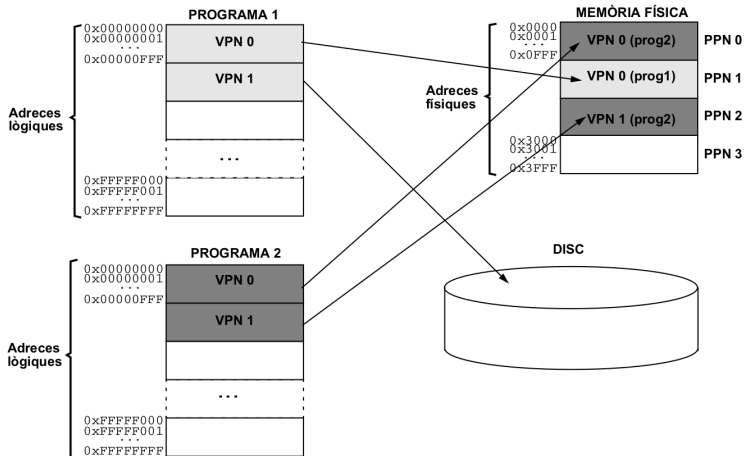 PROGRAMA 1
0x00000000
0x00000001
...
0x00000FFF
VPN 0
VPN 1
Adreces
lògiques
...
0xFFFFF000
0xFFFFF001
...
0xFFFFFFFF
MEMÒRIA FÍSICA
0x0000
0x0001
...
0x0FFF
VPN 0 (prog2)
PPN 0
VPN 0 (prog1)
PPN 1
Adreces
físiques
VPN 1 (prog2)
PPN 2
0x3000
0x3001
...
0x3FFF
PPN 3
PROGRAMA 2
0x00000000
0x00000001
...
0x00000FFF
VPN 0
VPN 1
Adreces
lògiques
...
0xFFFFF000
0xFFFFF001
...
0xFFFFFFFF
DISC